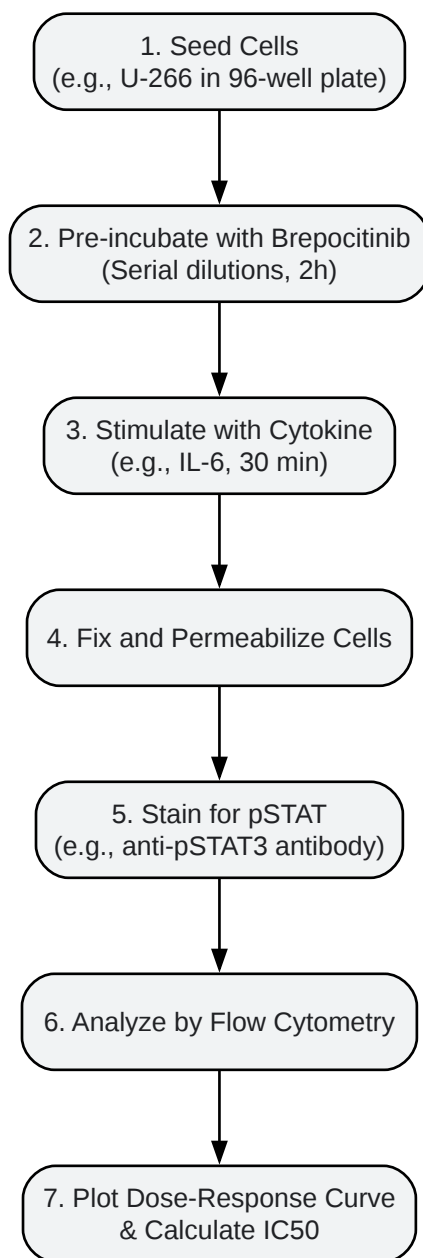 1. Seed Cells
(e.g., U-266 in 96-well plate)
2. Pre-incubate with Brepocitinib
(Serial dilutions, 2h)
3. Stimulate with Cytokine
(e.g., IL-6, 30 min)
4. Fix and Permeabilize Cells
5. Stain for pSTAT
(e.g., anti-pSTAT3 antibody)
6. Analyze by Flow Cytometry
7. Plot Dose-Response Curve
& Calculate IC50